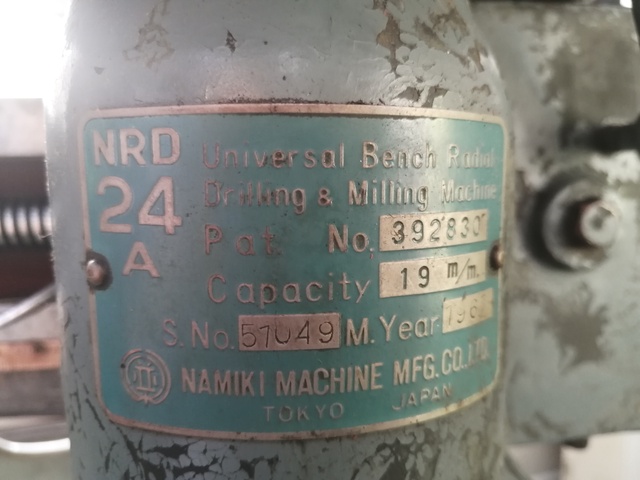 NRD
24
A
Universal Bench Radial
Drilling & Milling Machine
Pat. No. 392830
Capacity 19 m/m.
S. No. 51049 M. Year
NAMIKI MACHINE MFG. CO., LTD.
TOKYO JAPAN